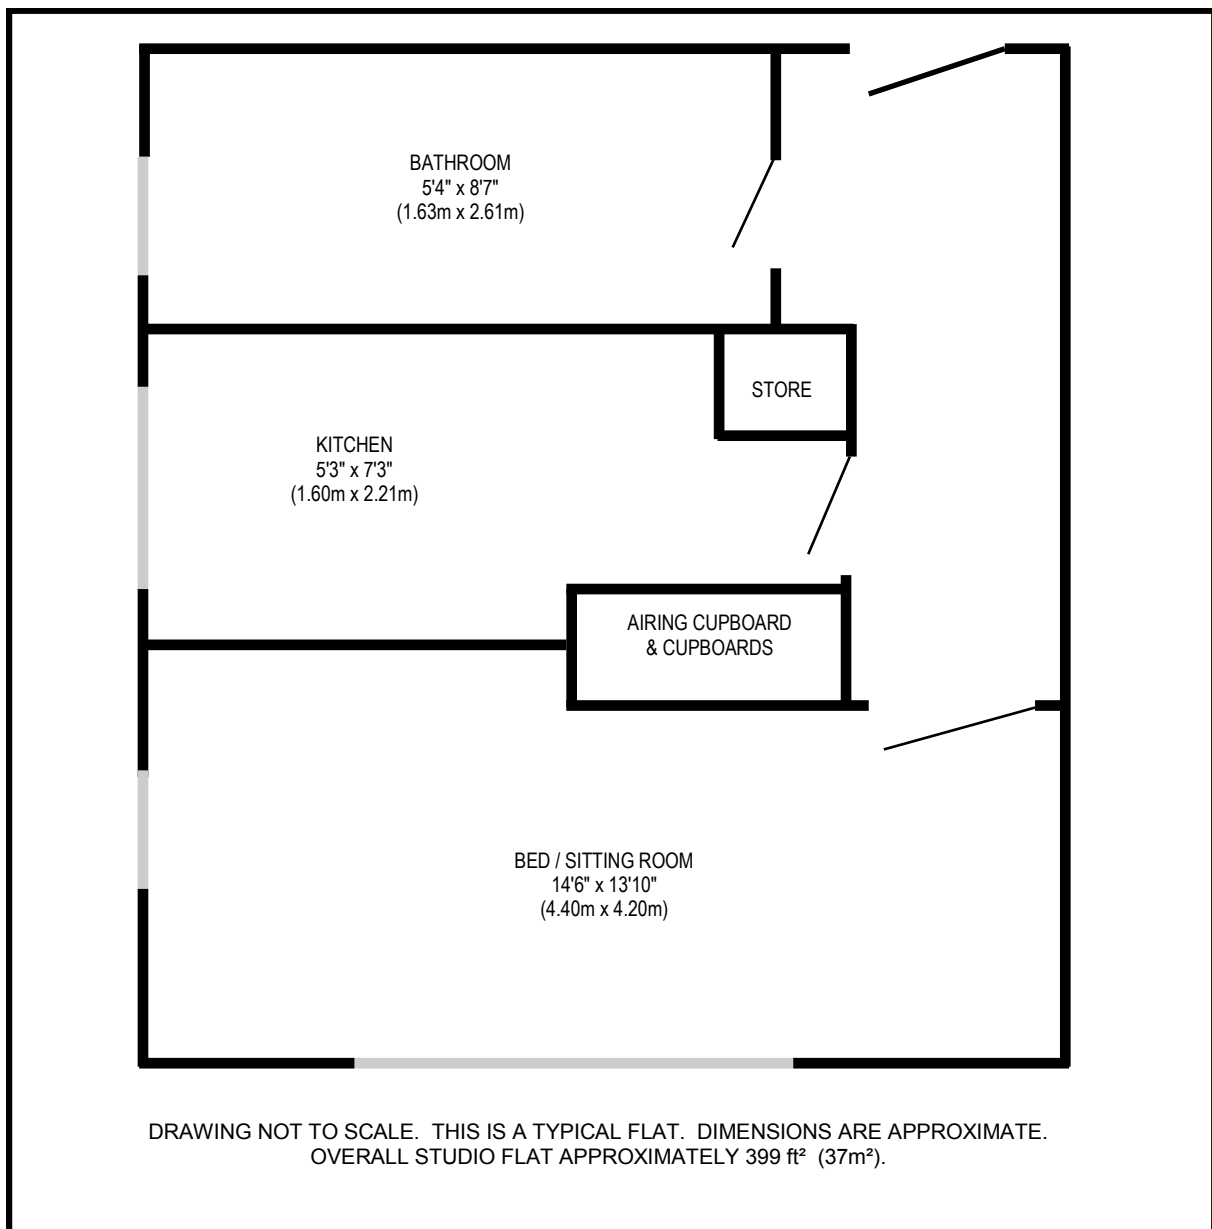 BATHROOM
5'4" x 8'7"
(1.63m x 2.61m)
STORE
KITCHEN
5'3" x 7'3"
(1.60m x 2.21m)
AIRING CUPBOARD
& CUPBOARDS
BED / SITTING ROOM
14'6" x 13'10"
(4.40m x 4.20m)
DRAWING NOT TO SCALE.  THIS IS A TYPICAL FLAT.  DIMENSIONS ARE APPROXIMATE.
OVERALL STUDIO FLAT APPROXIMATELY 399 ft²  (37m²).